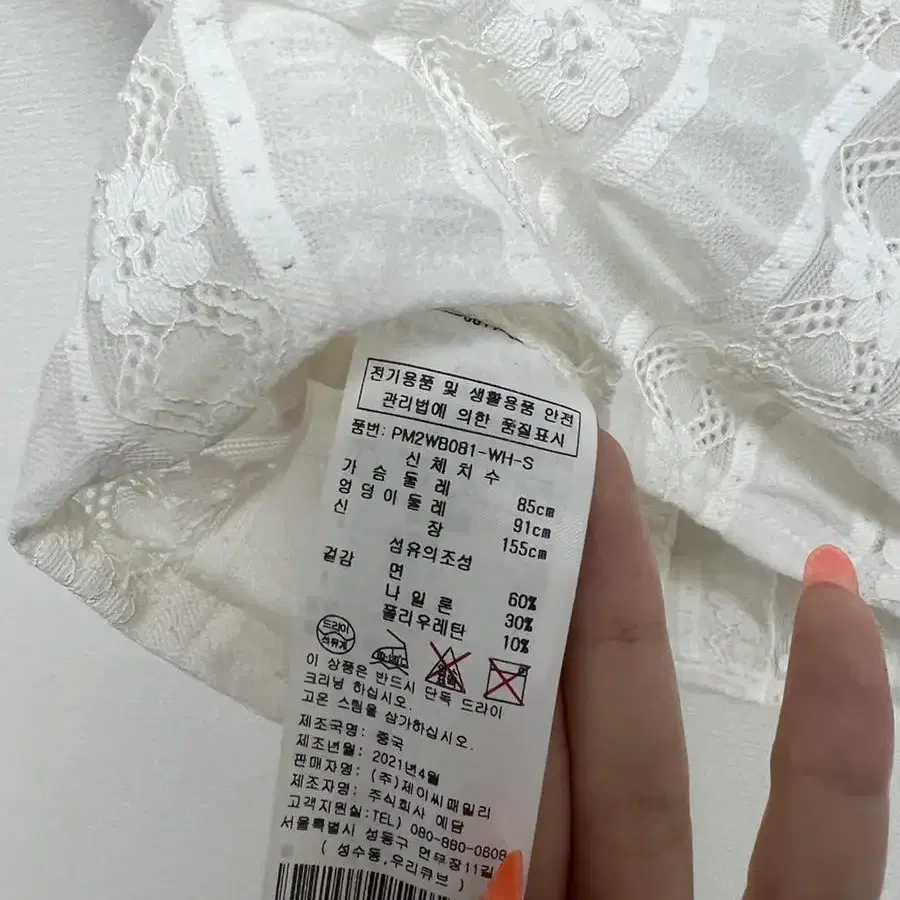 전기용품 및 생활용품 안전
관리법에 의한 품질표시
품번: PM2WB081-WH-S
신체치수
가슴둘레 85cm
엉덩이둘레 91cm
신장 155cm
섬유의조성
겉감
면 60%
나일론 30%
폴리우레탄 10%
드라이
석유계
이 상품은 반드시 단독 드라이
크리닝 하십시오.
고온 스팀을 삼가하십시오.
제조국명: 중국
제조년월: 2021년4월
판매자명: (주)제이씨패밀리
제조자명: 주식회사 예담
고객지원실:TEL) 080-880-0608
서울특별시 성동구 연무장11길
( 성수동,우리큐브 )